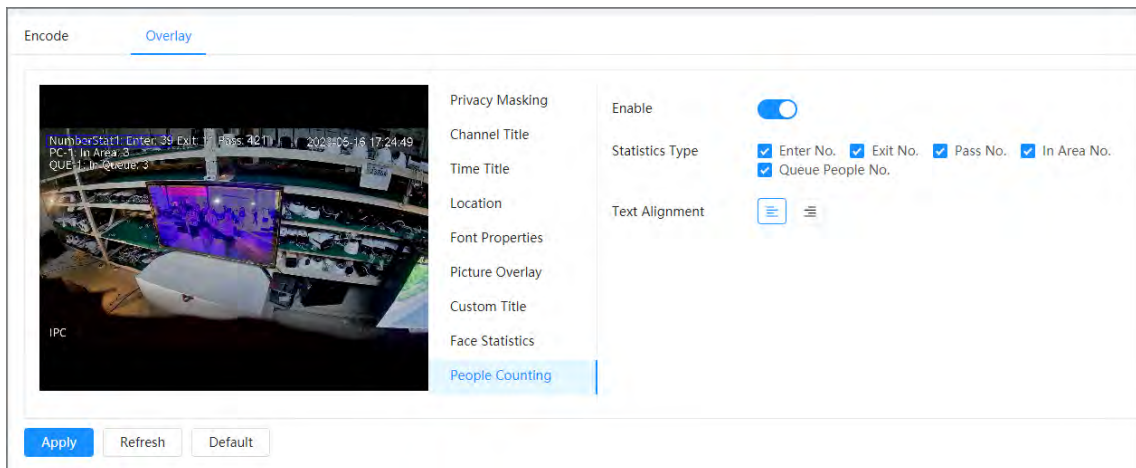 Encode Overlay
NumberStat1: Enter: 39 Exit: Pass: 421 2023-05-16 17:24:49
PC-1: In Area: 3
QUE-1: In Queue: 3
IPC
Privacy Masking
Channel Title
Time Title
Location
Font Properties
Picture Overlay
Custom Title
Face Statistics
People Counting
Enable
Statistics Type
Enter No. Exit No. Pass No. In Area No.
Queue People No.
Text Alignment
Apply Refresh Default